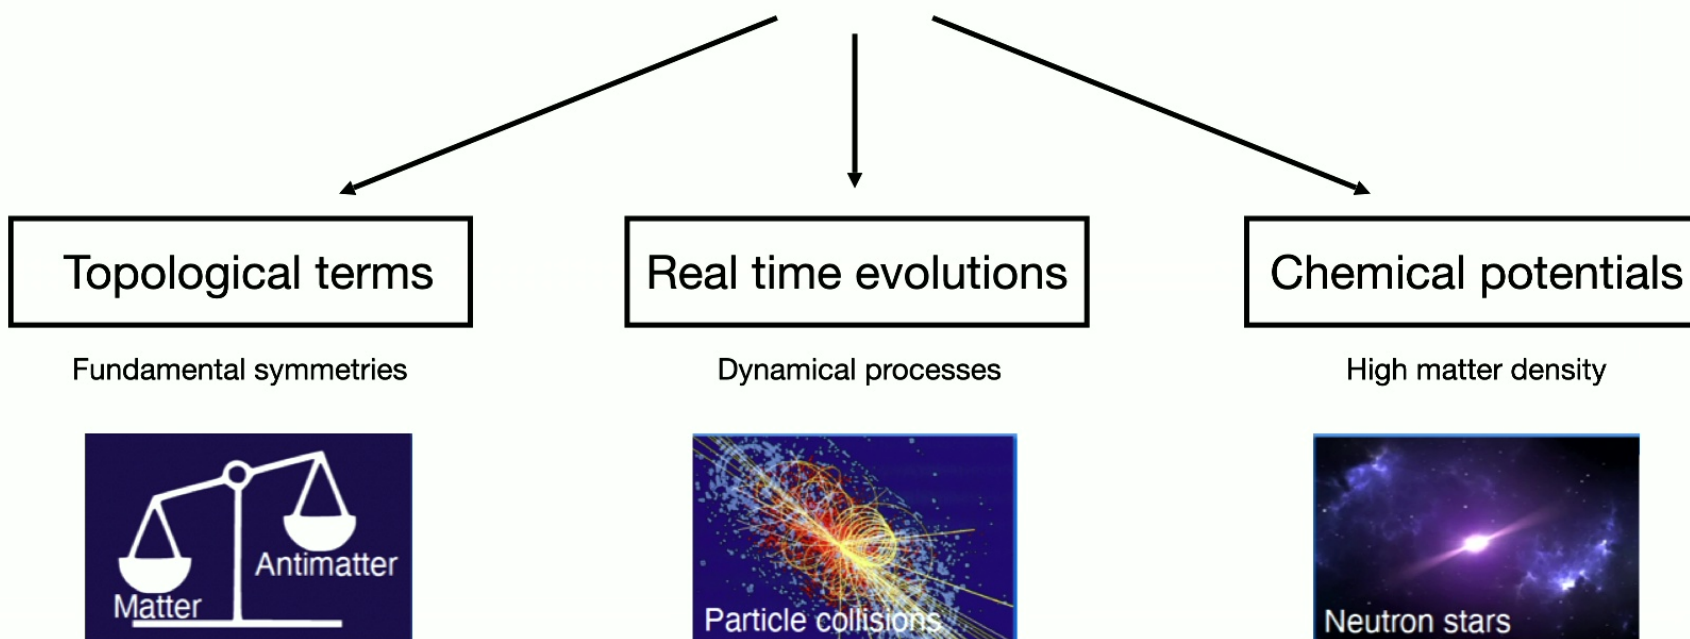 Topological terms
Real time evolutions
Chemical potentials
Fundamental symmetries
Dynamical processes
High matter density
Antimatter
Matter
Particle collisions
Neutron stars